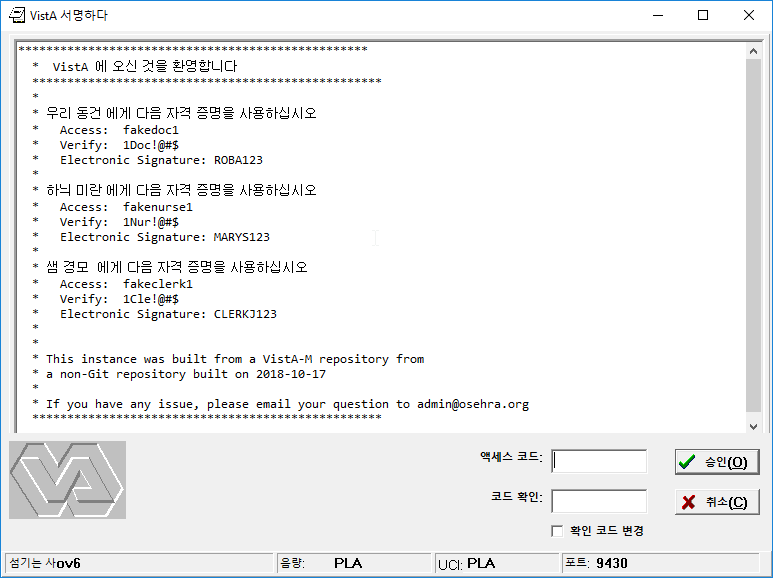 VistA 서명하다
**************************************************
* VistA 에 오신 것을 환영합니다
**************************************************
*
* 우리 동건 에게 다음 자격 증명을 사용하십시오
* Access: fakedoc1
* Verify: 1Doc!@#$
* Electronic Signature: ROBA123
*
* 하늬 미란 에게 다음 자격 증명을 사용하십시오
* Access: fakenurse1
* Verify: 1Nur!@#$
* Electronic Signature: MARYS123
*
* 샘 경모 에게 다음 자격 증명을 사용하십시오
* Access: fakeclerk1
* Verify: 1Cle!@#$
* Electronic Signature: CLERKJ123
*
*
* This instance was built from a VistA-M repository from
* a non-Git repository built on 2018-10-17
*
* If you have any issue, please email your question to admin@osehra.org
**************************************************
액세스 코드:
승인(O)
코드 확인:
취소(C)
확인 코드 변경
섬기는 사ov6 음량: PLA UCI: PLA 포트: 9430